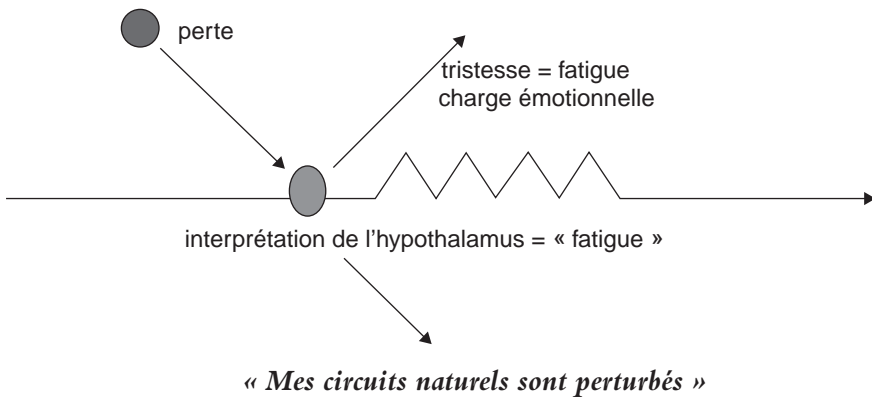 perte
tristesse = fatigue
charge émotionnelle
interprétation de l'hypothalamus = « fatigue »
« Mes circuits naturels sont perturbés »